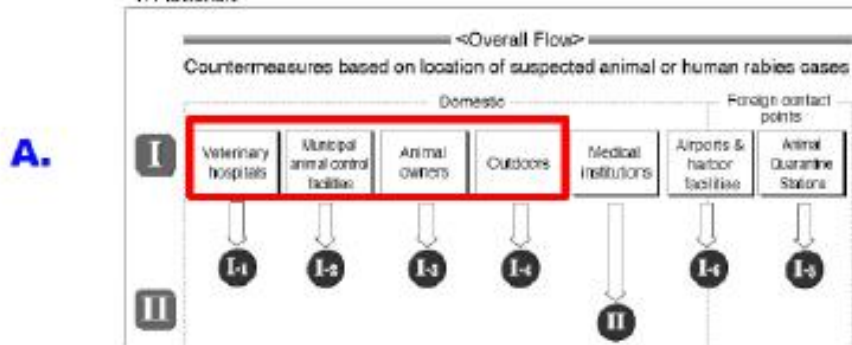 <Overall Flow>
Countermeasures based on location of suspected animal or human rabies cases
Domestic
Foreign contact
points
A.
I
Veterinary
hospitals
Municipal
animal control
facilities
Animal
owners
Outdoors
Medical
institutions
Airports &
harbor
facilities
Animal
Quarantine
Stations
I-1
I-2
I-3
I-4
I-6
I-5
II
II